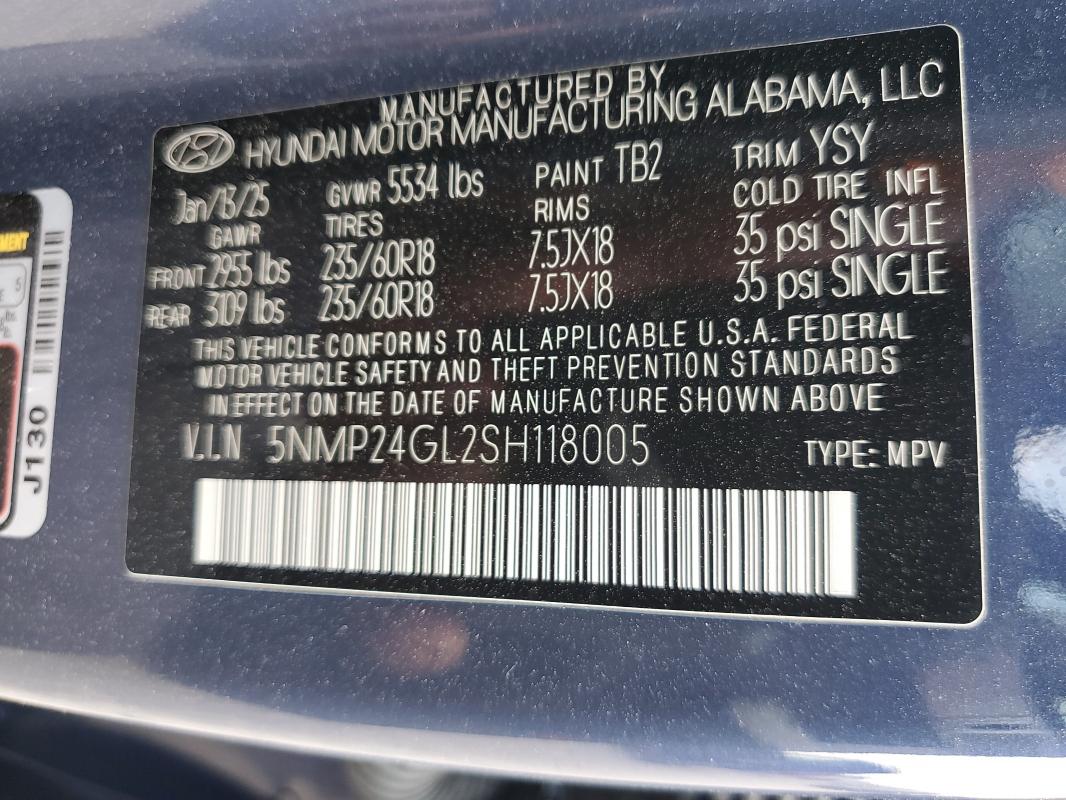 MANUFACTURED BY
HYUNDAI MOTOR MANUFACTURING ALABAMA, LLC
Jan/13/25 GVWR 5534 lbs PAINT TB2 TRIM YSY
GAWR TIRES RIMS COLD TIRE INFL
FRONT 2955 lbs 235/60R18 7.5JX18 35 psi SINGLE
REAR 3109 lbs 235/60R18 7.5JX18 35 psi SINGLE
THIS VEHICLE CONFORMS TO ALL APPLICABLE U.S.A. FEDERAL
MOTOR VEHICLE SAFETY AND THEFT PREVENTION STANDARDS
IN EFFECT ON THE DATE OF MANUFACTURE SHOWN ABOVE
V.I.N 5NMP24GL2SH118005 TYPE: MPV
5
J130